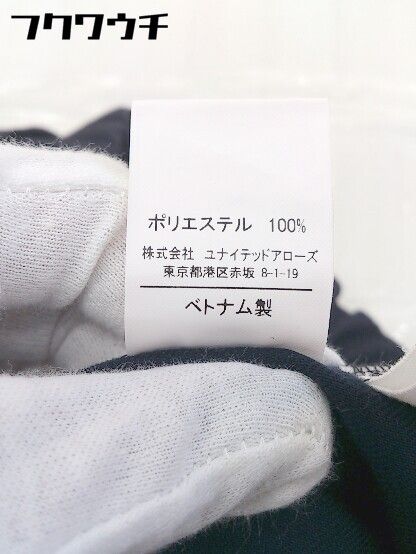 フクワウチ
ポリエステル 100%
株式会社 ユナイテッドアローズ
東京都港区赤坂 8-1-19
ベトナム製